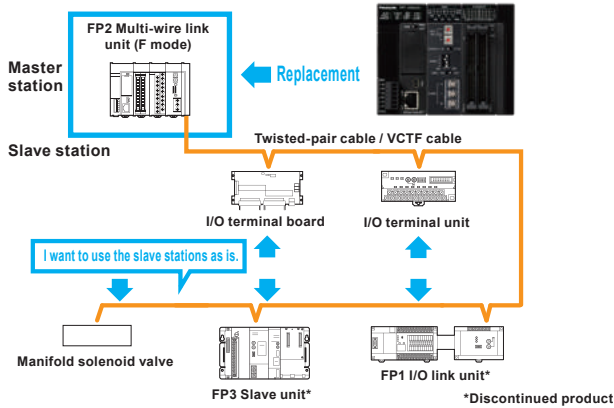 FP2 Multi-wire link
unit (F mode)
Master
station
Replacement
Slave station
Twisted-pair cable / VCTF cable
I/O terminal board
I/O terminal unit
I want to use the slave stations as is.
Manifold solenoid valve
FP3 Slave unit*
FP1 I/O link unit*
*Discontinued product